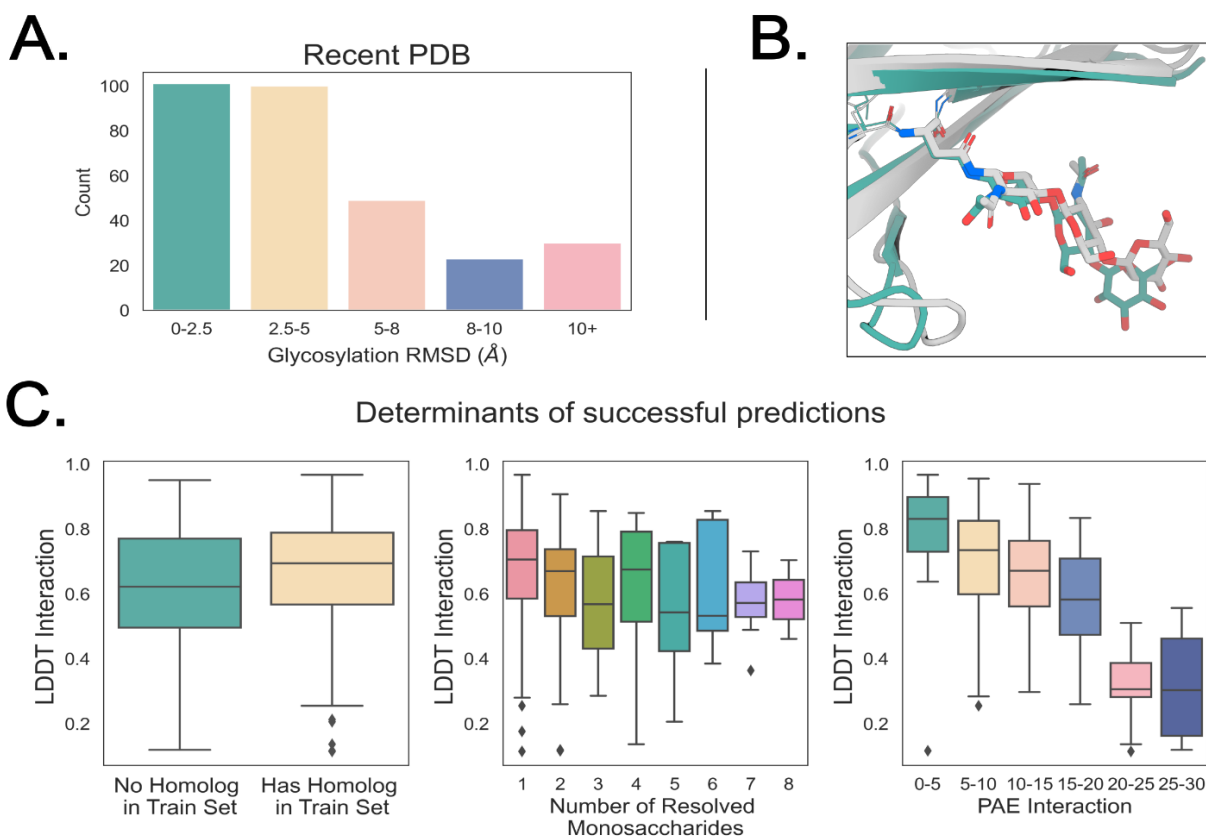 A.
Recent PDB
100
80
60
40
20
0
Count
0-2.5 2.5-5 5-8 8-10 10+
Glycosylation RMSD (Å)
B.
C.
Determinants of successful predictions
1.0
0.8
0.6
0.4
0.2
LDDT Interaction
No Homolog in Train Set
Has Homolog in Train Set
1.0
0.8
0.6
0.4
0.2
LDDT Interaction
1 2 3 4 5 6 7 8
Number of Resolved
Monosaccharides
1.0
0.8
0.6
0.4
0.2
LDDT Interaction
0-5 5-10 10-15 15-20 20-25 25-30
PAE Interaction